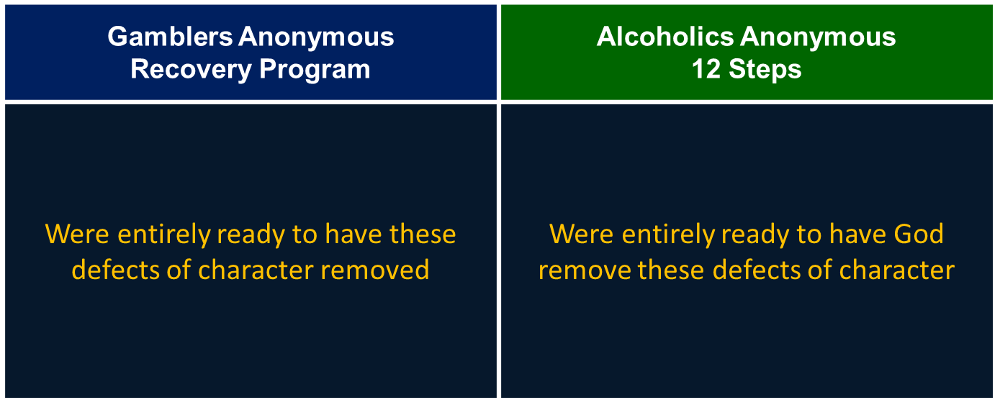 Gamblers Anonymous
Recovery Program
Alcoholics Anonymous
12 Steps
Were entirely ready to have these
defects of character removed
Were entirely ready to have God
remove these defects of character